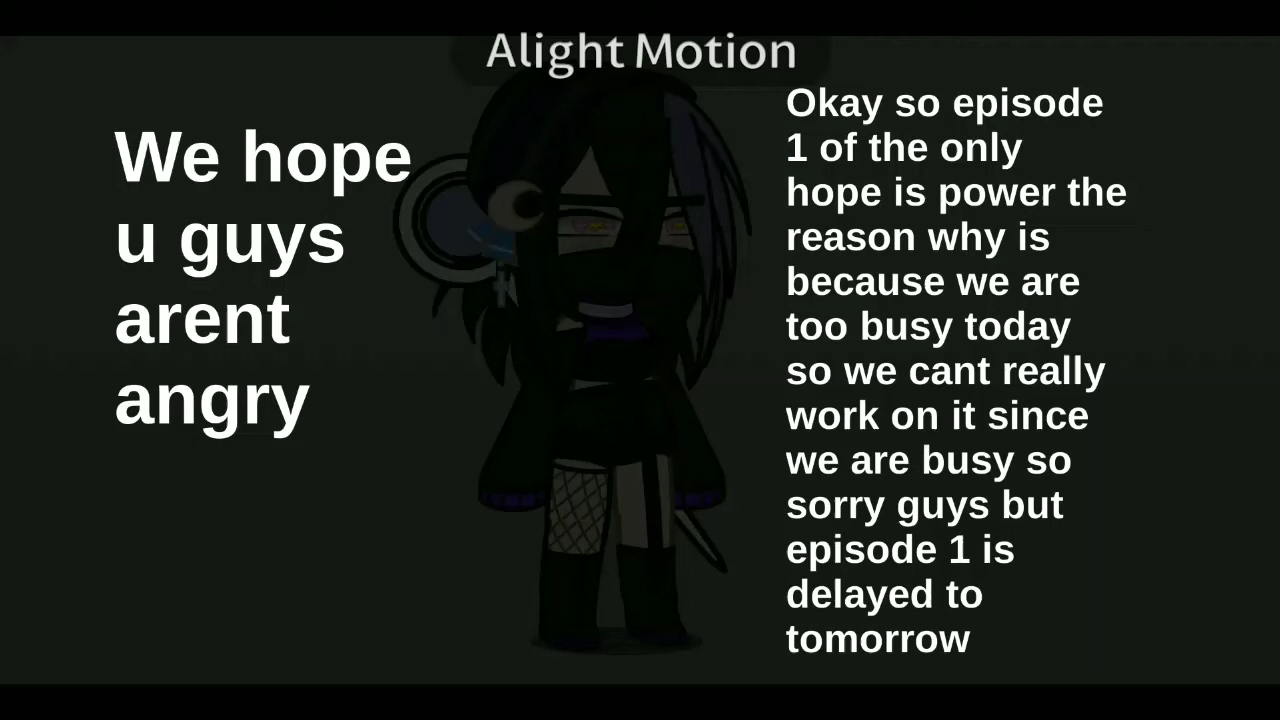 Alight Motion
We hope
u guys
arent
angry
Okay so episode
1 of the only
hope is power the
reason why is
because we are
too busy today
so we cant really
work on it since
we are busy so
sorry guys but
episode 1 is
delayed to
tomorrow